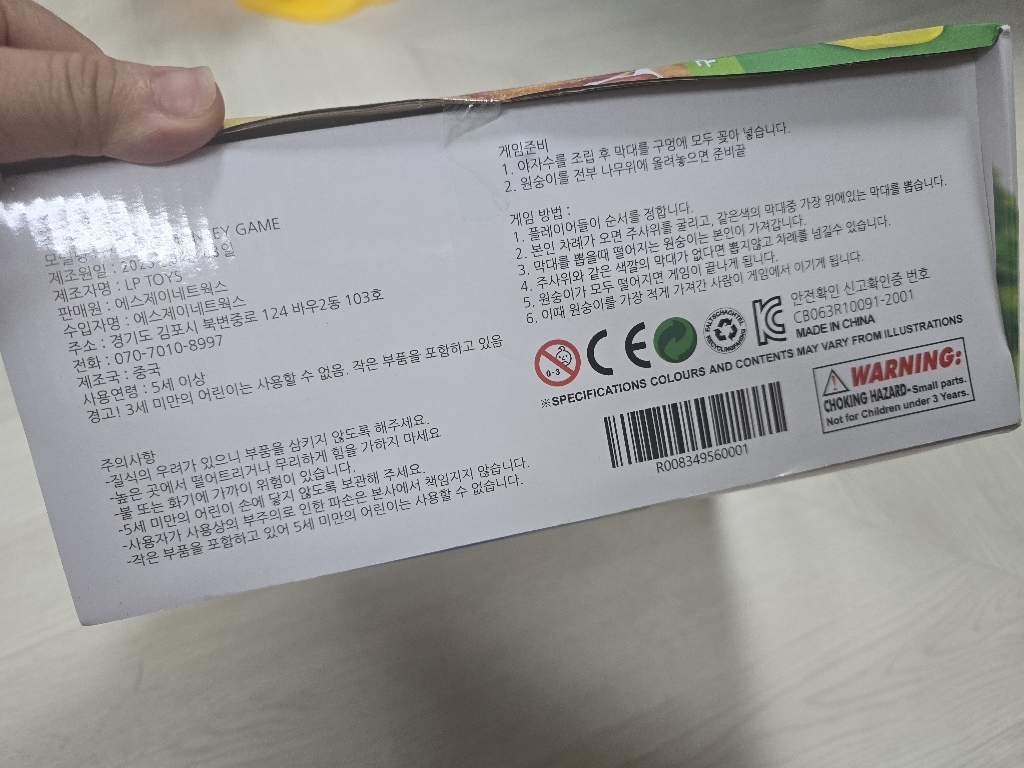 EY GAME
제조원일 : 202
제조자명 : LP TOYS
판매원 : 에스제이네트웍스
수입자명 : 에스제이네트웍스
주소 : 경기도 김포시 북변중로 124 바우2동 103호
전화 : 070-7010-8997
제조국 : 중국
사용연령 : 5세 이상
경고! 3세 미만의 어린이는 사용할 수 없음. 작은 부품을 포함하고 있음
주의사항
-질식의 우려가 있으니 부품을 삼키지 않도록 해주세요.
-높은 곳에서 떨어트리거나 무리하게 힘을 가하지 마세요
-불 또는 화기에 가까이 위험이 있습니다.
-5세 미만의 어린이 손에 닿지 않도록 보관해 주세요.
-사용자가 사용상의 부주의로 인한 파손은 본사에서 책임지지 않습니다.
-작은 부품을 포함하고 있어 5세 미만의 어린이는 사용할 수 없습니다.
게임준비
1. 야자수를 조립 후 막대를 구멍에 모두 꽂아 넣습니다.
2. 원숭이를 전부 나무위에 올려놓으면 준비끝
게임 방법 :
1. 플레이어들이 순서를 정합니다.
2. 본인 차례가 오면 주사위를 굴리고, 같은색의 막대중 가장 위에있는 막대를 뽑습니다.
3. 막대를 뽑을때 떨어지는 원숭이는 본인이 가져갑니다.
4. 주사위와 같은 색깔의 막대가 없다면 뽑지않고 차례를 넘길수 있습니다.
5. 원숭이가 모두 떨어지면 게임이 끝나게 됩니다.
6. 이때 원숭이를 가장 적게 가져간 사람이 게임에서 이기게 됩니다.
0-3
CE
안전확인 신고확인증 번호
CB063R10091-2001
MADE IN CHINA
※SPECIFICATIONS COLOURS AND CONTENTS MAY VARY FROM ILLUSTRATIONS
R008349560001
WARNING:
CHOKING HAZARD-Small parts.
Not for Children under 3 Years.